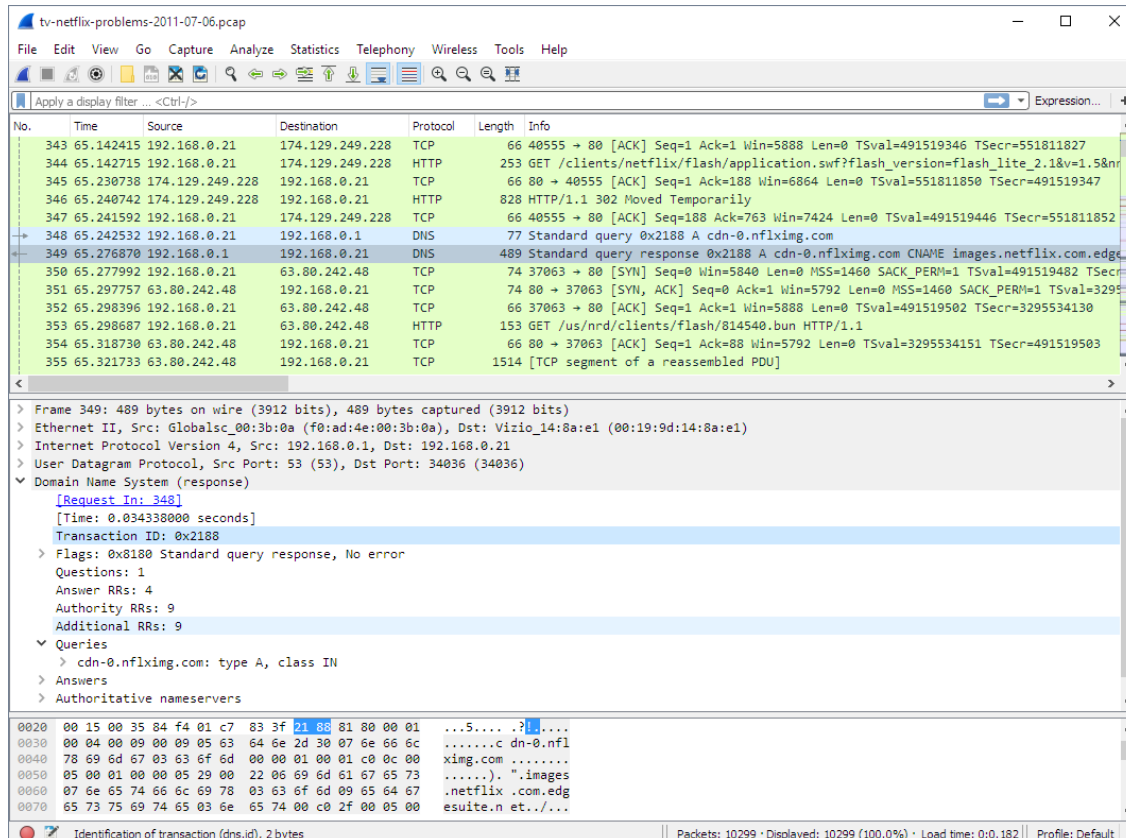 tv-netflix-problems-2011-07-06.pcap
File Edit View Go Capture Analyze Statistics Telephony Wireless Tools Help
Apply a display filter ... <Ctrl-/> Expression... +
No. Time Source Destination Protocol Length Info
343 65.142415 192.168.0.21 174.129.249.228 TCP 66 40555 → 80 [ACK] Seq=1 Ack=1 Win=5888 Len=0 TSval=491519346 TSecr=551811827
344 65.142715 192.168.0.21 174.129.249.228 HTTP 253 GET /clients/netflix/flash/application.swf?flash_version=flash_lite_2.1&v=1.5&nr
345 65.230738 174.129.249.228 192.168.0.21 TCP 66 80 → 40555 [ACK] Seq=1 Ack=188 Win=6864 Len=0 TSval=551811850 TSecr=491519347
346 65.240742 174.129.249.228 192.168.0.21 HTTP 828 HTTP/1.1 302 Moved Temporarily
347 65.241592 192.168.0.21 174.129.249.228 TCP 66 40555 → 80 [ACK] Seq=188 Ack=763 Win=7424 Len=0 TSval=491519446 TSecr=551811852
348 65.242532 192.168.0.21 192.168.0.1 DNS 77 Standard query 0x2188 A cdn-0.nflximg.com
349 65.276870 192.168.0.1 192.168.0.21 DNS 489 Standard query response 0x2188 A cdn-0.nflximg.com CNAME images.netflix.com.edge
350 65.277992 192.168.0.21 63.80.242.48 TCP 74 37063 → 80 [SYN] Seq=0 Win=5840 Len=0 MSS=1460 SACK_PERM=1 TSval=491519482 TSecr
351 65.297757 63.80.242.48 192.168.0.21 TCP 74 80 → 37063 [SYN, ACK] Seq=0 Ack=1 Win=5792 Len=0 MSS=1460 SACK_PERM=1 TSval=3295
352 65.298396 192.168.0.21 63.80.242.48 TCP 66 37063 → 80 [ACK] Seq=1 Ack=1 Win=5888 Len=0 TSval=491519502 TSecr=3295534130
353 65.298687 192.168.0.21 63.80.242.48 HTTP 153 GET /us/nrd/clients/flash/814540.bun HTTP/1.1
354 65.318730 63.80.242.48 192.168.0.21 TCP 66 80 → 37063 [ACK] Seq=1 Ack=88 Win=5792 Len=0 TSval=3295534151 TSecr=491519503
355 65.321733 63.80.242.48 192.168.0.21 TCP 1514 [TCP segment of a reassembled PDU]
Frame 349: 489 bytes on wire (3912 bits), 489 bytes captured (3912 bits)
Ethernet II, Src: Globalsc_00:3b:0a (f0:ad:4e:00:3b:0a), Dst: Vizio_14:8a:e1 (00:19:9d:14:8a:e1)
Internet Protocol Version 4, Src: 192.168.0.1, Dst: 192.168.0.21
User Datagram Protocol, Src Port: 53 (53), Dst Port: 34036 (34036)
Domain Name System (response)
[Request In: 348]
[Time: 0.034338000 seconds]
Transaction ID: 0x2188
Flags: 0x8180 Standard query response, No error
Questions: 1
Answer RRs: 4
Authority RRs: 9
Additional RRs: 9
Queries
cdn-0.nflximg.com: type A, class IN
Answers
Authoritative nameservers
0020 00 15 00 35 84 f4 01 c7 83 3f 21 88 81 80 00 01 ...5.... .?!.....
0030 00 04 00 09 00 09 05 63 64 6e 2d 30 07 6e 66 6c .......c dn-0.nfl
0040 78 69 6d 67 03 63 6f 6d 00 00 01 00 01 c0 0c 00 ximg.com ........
0050 05 00 01 00 00 05 29 00 22 06 69 6d 61 67 65 73 ......). ".images
0060 07 6e 65 74 66 6c 69 78 03 63 6f 6d 09 65 64 67 .netflix .com.edg
0070 65 73 75 69 74 65 03 6e 65 74 00 c0 2f 00 05 00 esuite.n et../...
Identification of transaction (dns.id), 2 bytes Packets: 10299 · Displayed: 10299 (100.0%) · Load time: 0:0.182 Profile: Default